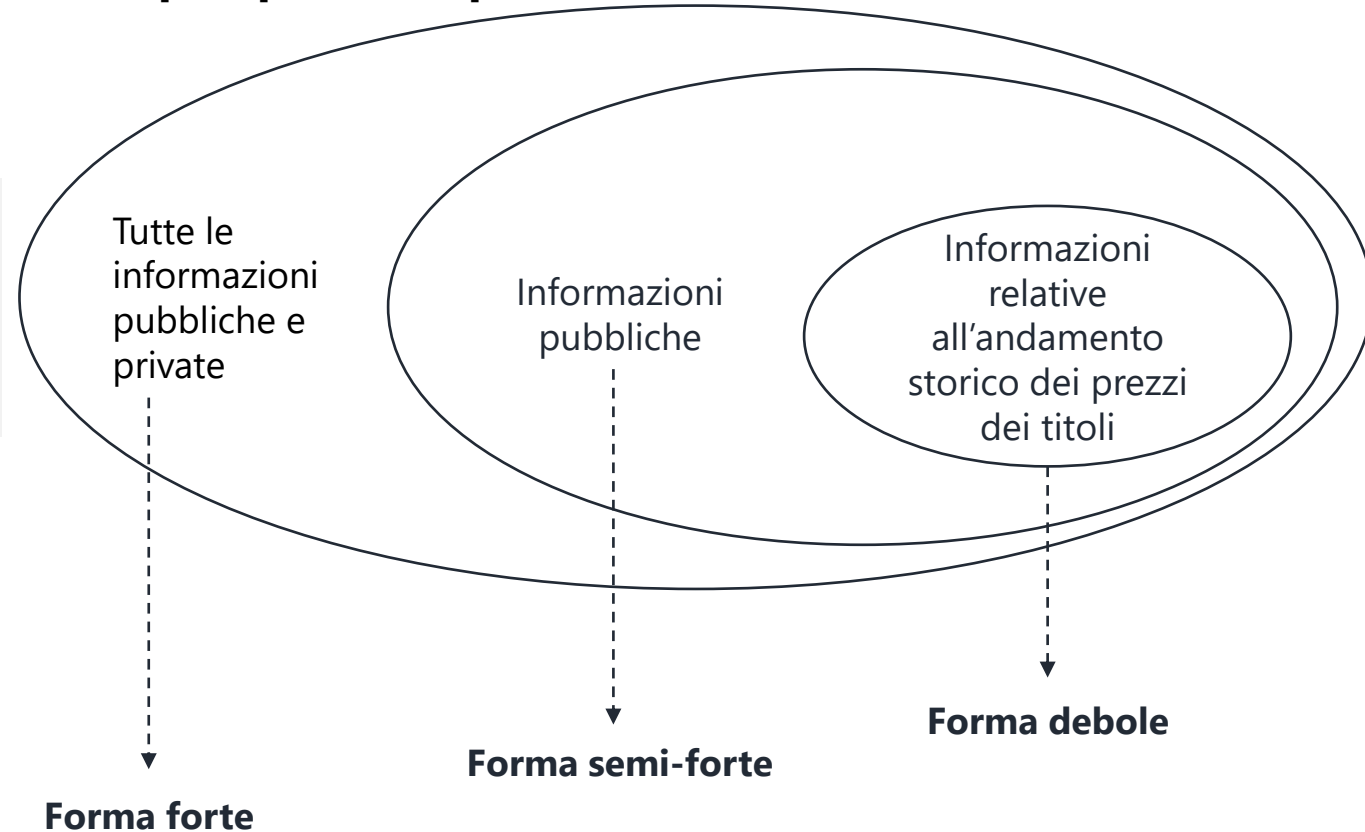 Tutte le
informazioni
pubbliche e
private
Informazioni
pubbliche
Informazioni
relative
all'andamento
storico dei prezzi
dei titoli
Forma debole
Forma semi-forte
Forma forte